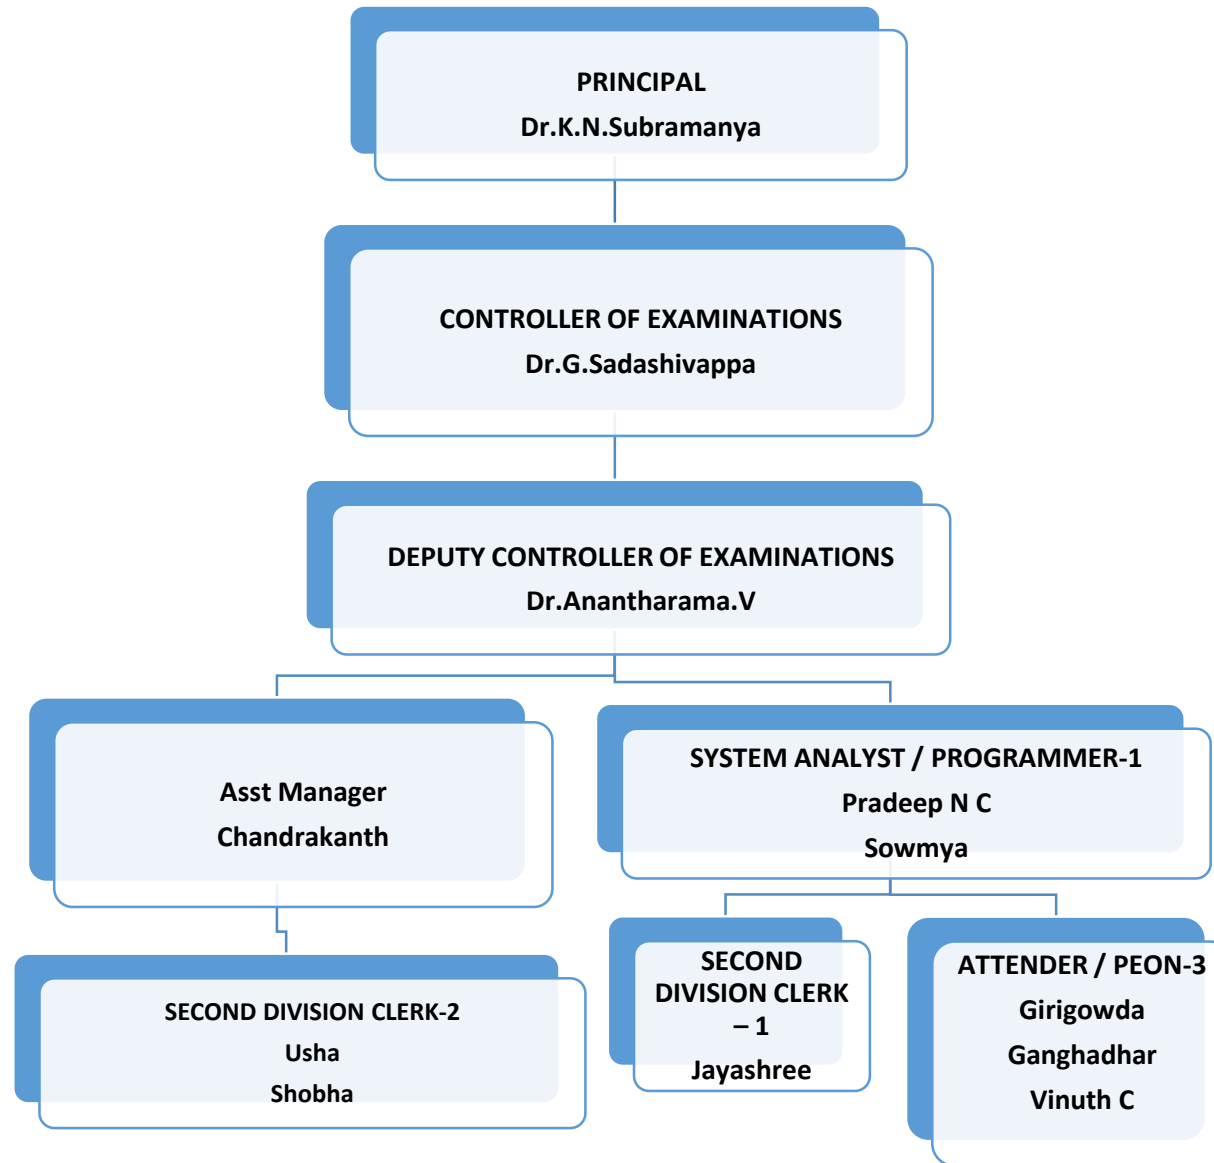 PRINCIPAL
Dr.K.N.Subramanya
CONTROLLER OF EXAMINATIONS
Dr.G.Sadashivappa
DEPUTY CONTROLLER OF EXAMINATIONS
Dr.Anantharama.V
Asst Manager
Chandrakanth
SYSTEM ANALYST / PROGRAMMER-1
Pradeep N C
Sowmya
SECOND DIVISION CLERK-2
Usha
Shobha
SECOND
DIVISION CLERK
– 1
Jayashree
ATTENDER / PEON-3
Girigowda
Ganghadhar
Vinuth C